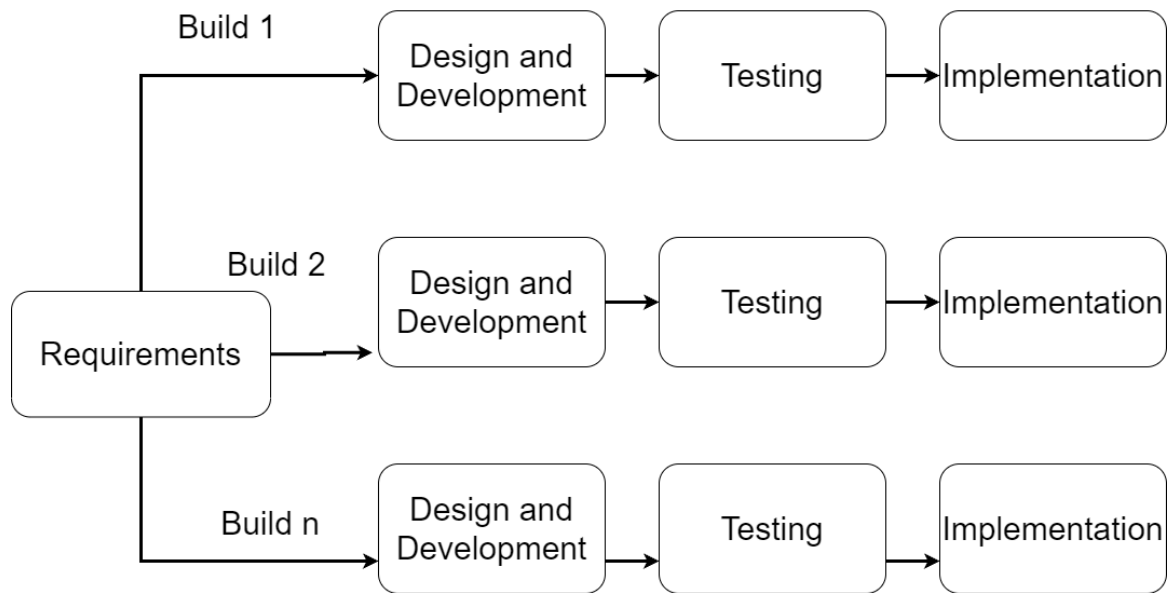 Build 1
Design and
Development
Testing
Implementation
Build 2
Design and
Development
Testing
Implementation
Requirements
Build n
Design and
Development
Testing
Implementation